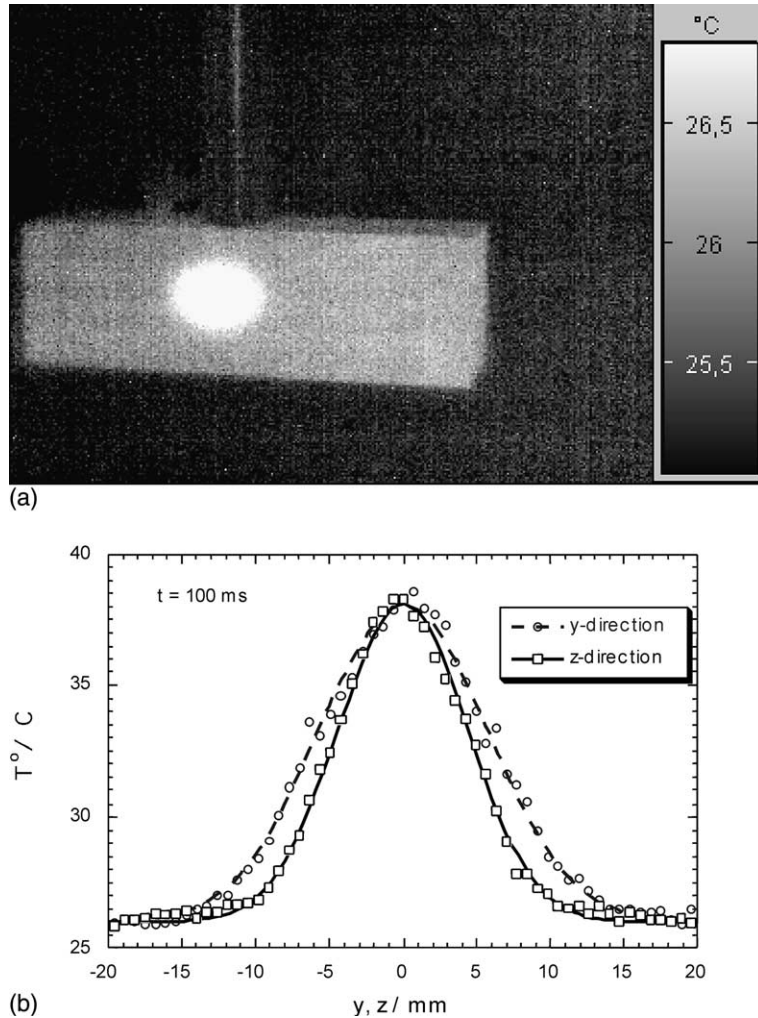 °C
26,5
26
25,5
(a)
40
35
30
25
T°/ C
t = 100 ms
y-direction
z-direction
-20 -15 -10 -5 0 5 10 15 20
y, z / mm
(b)